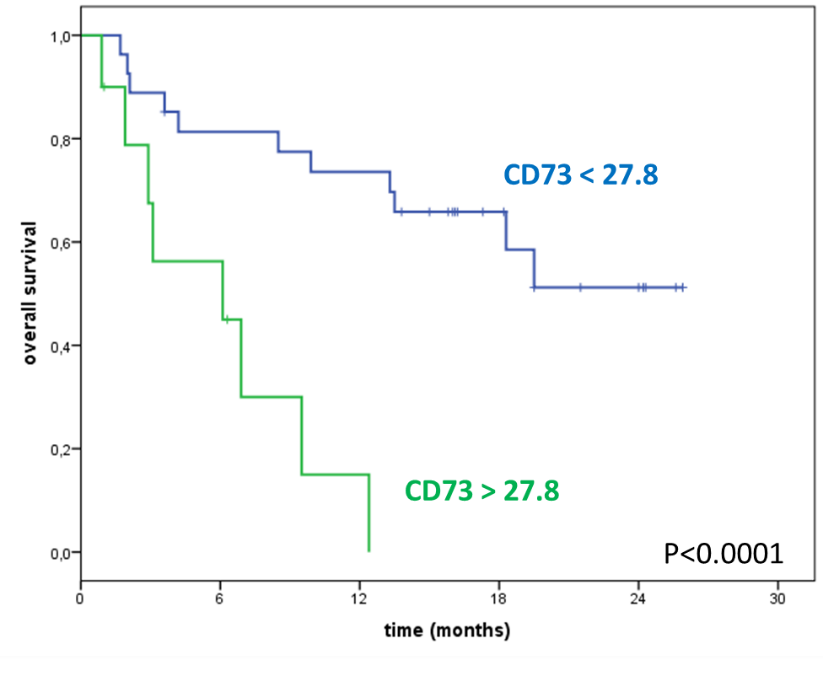 1,0
0,8
0,6
0,4
0,2
0,0
overall survival
CD73 < 27.8
CD73 > 27.8
P<0.0001
0 6 12 18 24 30
time (months)